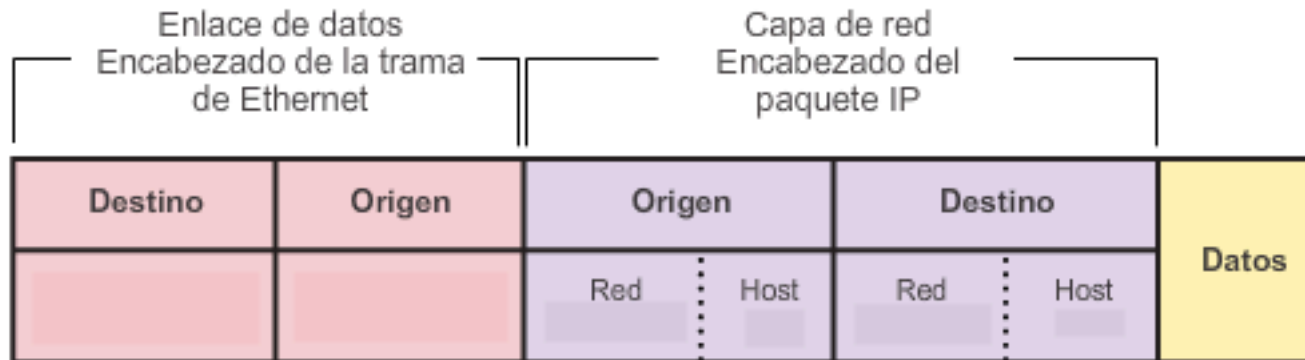 Enlace de datos
Encabezado de la trama
de Ethernet
Capa de red
Encabezado del
paquete IP
Destino
Origen
Origen
Destino
Datos
Red
Host
Red
Host